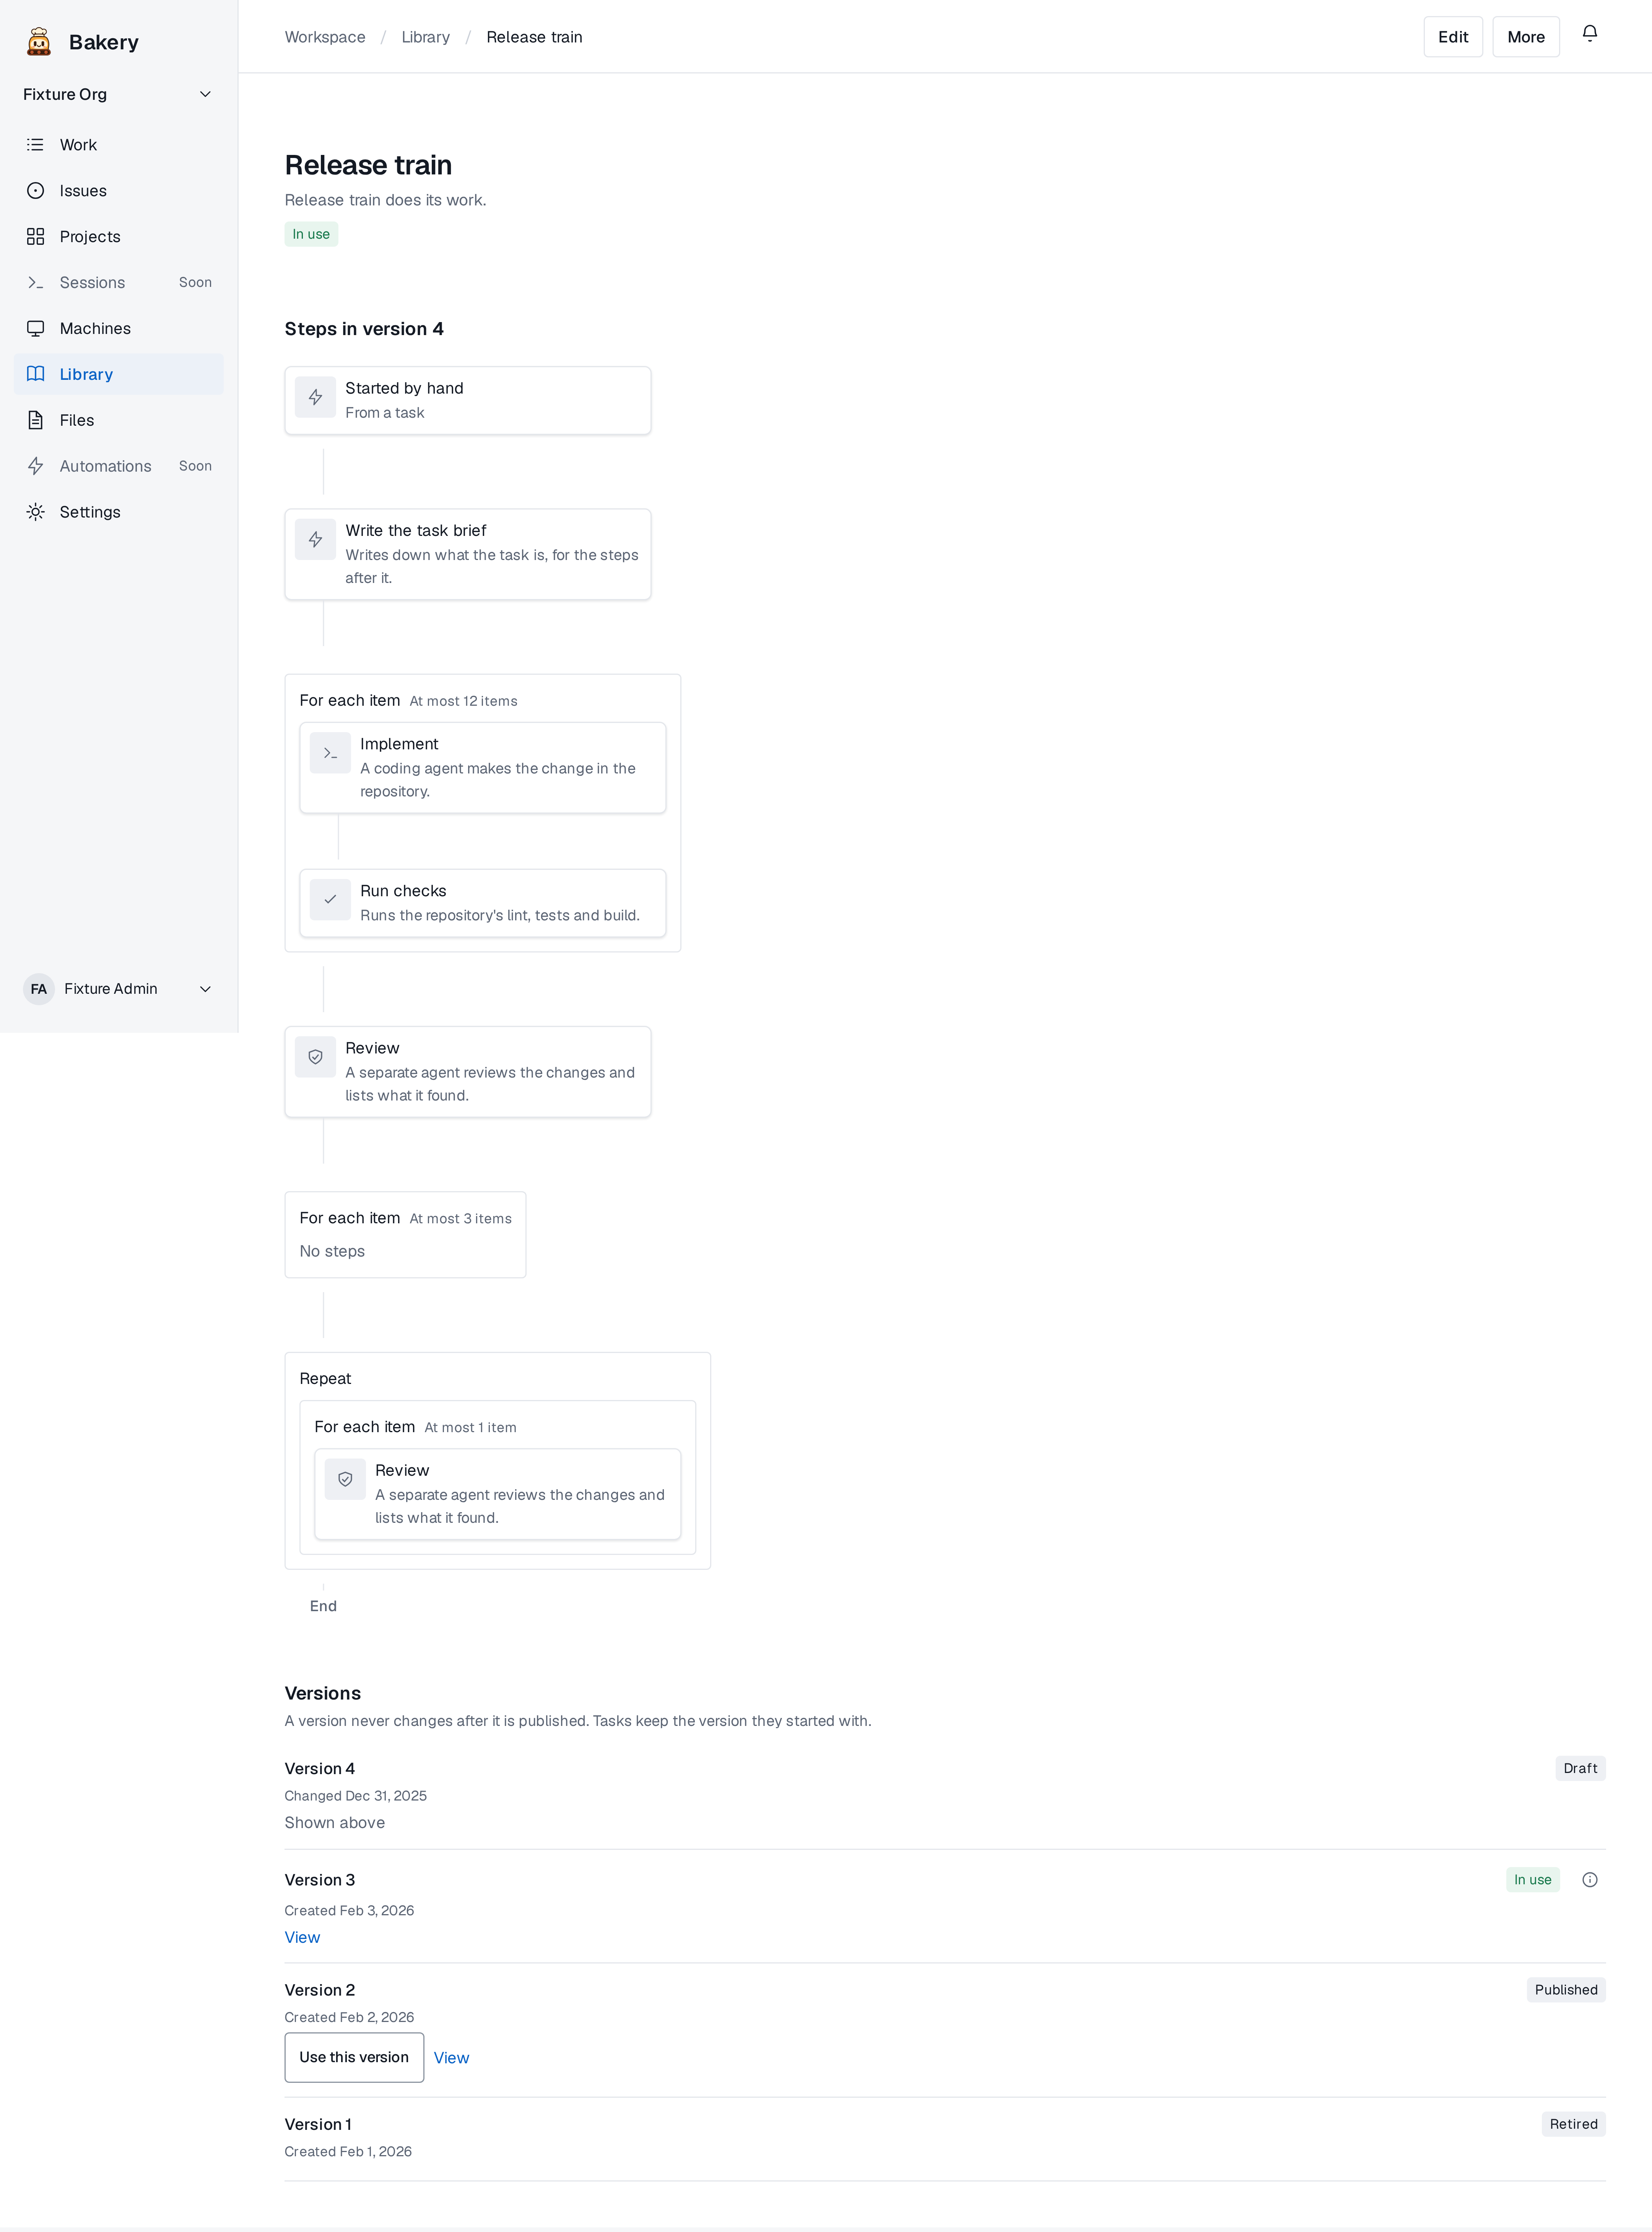 Bakery
Fixture Org
Work
Issues
Projects
Sessions Soon
Machines
Library
Files
Automations Soon
Settings
FA Fixture Admin
Workspace / Library / Release train
Edit More
Release train
Release train does its work.
In use
Steps in version 4
Started by hand
From a task
Write the task brief
Writes down what the task is, for the steps
after it.
For each item At most 12 items
Implement
A coding agent makes the change in the
repository.
Run checks
Runs the repository's lint, tests and build.
Review
A separate agent reviews the changes and
lists what it found.
For each item At most 3 items
No steps
Repeat
For each item At most 1 item
Review
A separate agent reviews the changes and
lists what it found.
End
Versions
A version never changes after it is published. Tasks keep the version they started with.
Version 4 Draft
Changed Dec 31, 2025
Shown above
Version 3 In use
Created Feb 3, 2026
View
Version 2 Published
Created Feb 2, 2026
Use this version View
Version 1 Retired
Created Feb 1, 2026